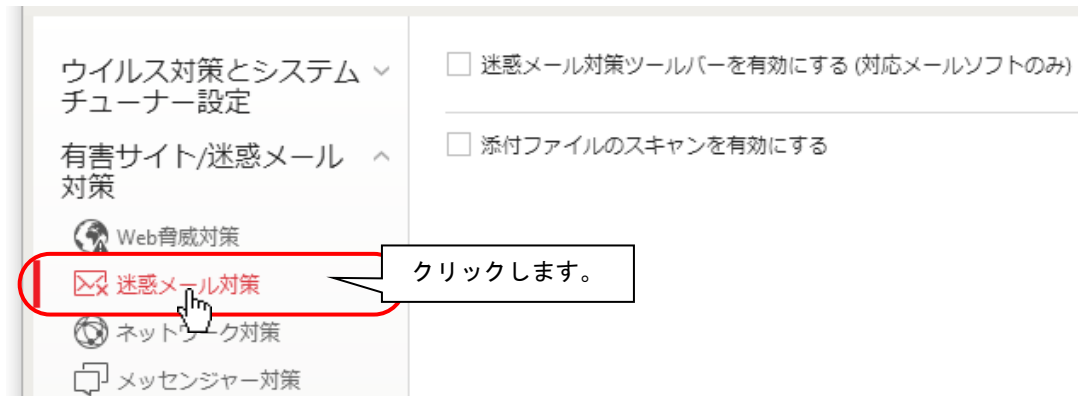 ウイルス対策とシステム
チューナー設定
有害サイト/迷惑メール
対策
Web脅威対策
迷惑メール対策
ネットワーク対策
メッセンジャー対策
迷惑メール対策ツールバーを有効にする (対応メールソフトのみ)
添付ファイルのスキャンを有効にする
クリックします。